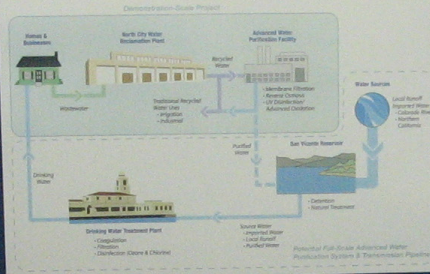 Demonstration-Scale Project
Homes &
Businesses
North City Water
Reclamation Plant
Advanced Water
Purification Facility
Recycled
Water
Wastewater
Traditional Recycled
Water Uses
• Irrigation
• Industrial
• Membrane Filtration
• Reverse Osmosis
• UV Disinfection/
Advanced Oxidation
Water Sources
Local Runoff
Imported Water
• Colorado River
• Northern
California
Purified
Water
San Vicente Reservoir
• Detention
• Natural Treatment
Drinking
Water
Drinking Water Treatment Plant
• Coagulation
• Filtration
• Disinfection (Ozone & Chlorine)
Source Water
• Imported Water
• Local Runoff
• Purified Water
Potential Full-Scale Advanced Water
Purification System & Transmission Pipeline